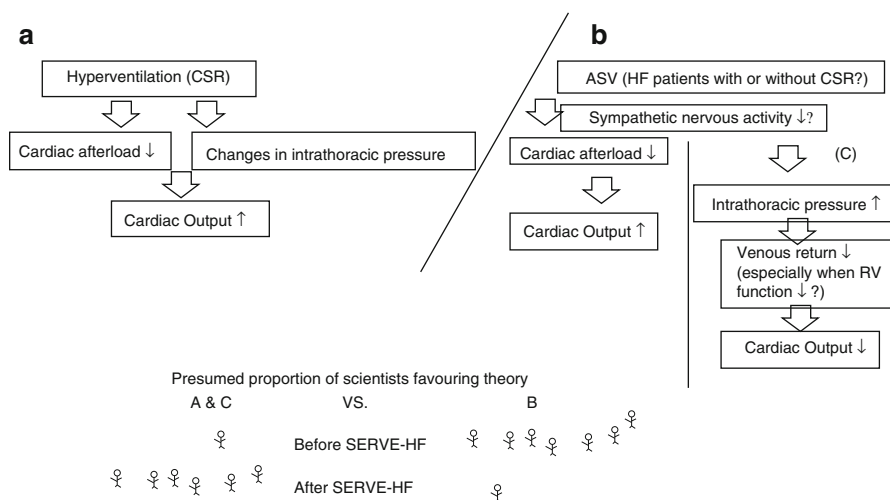 a
Hyperventilation (CSR)
Cardiac afterload ↓
Changes in intrathoracic pressure
Cardiac Output ↑
b
ASV (HF patients with or without CSR?)
Sympathetic nervous activity ↓?
Cardiac afterload ↓
Cardiac Output ↑
(C)
Intrathoracic pressure ↑
Venous return ↓
(especially when RV
function ↓ ?)
Cardiac Output ↓
Presumed proportion of scientists favouring theory
A & C VS. B
Before SERVE-HF
After SERVE-HF